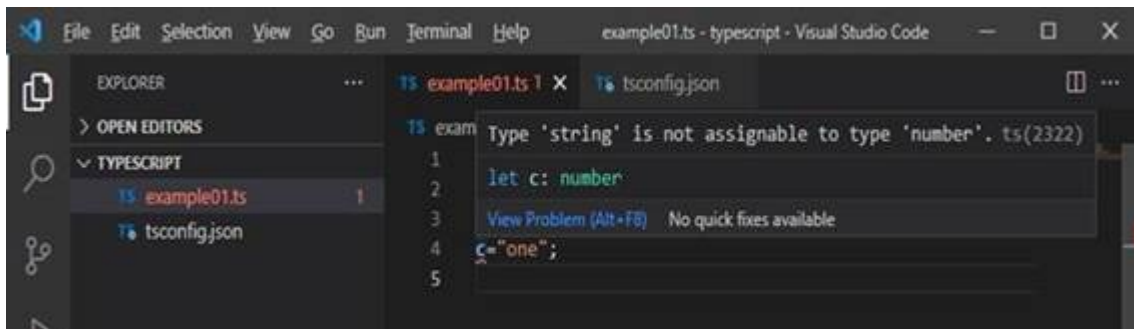 File Edit Selection View Go Run Terminal Help example01.ts - typescript - Visual Studio Code
EXPLORER ... TS example01.ts 1 X TS tsconfig.json ...
> OPEN EDITORS TS exam
TYPESCRIPT
TS example01.ts 1
TS tsconfig.json
Type 'string' is not assignable to type 'number'. ts(2322)
let c: number
View Problem (Alt+F8) No quick fixes available
1
2
3
4 c="one";
5